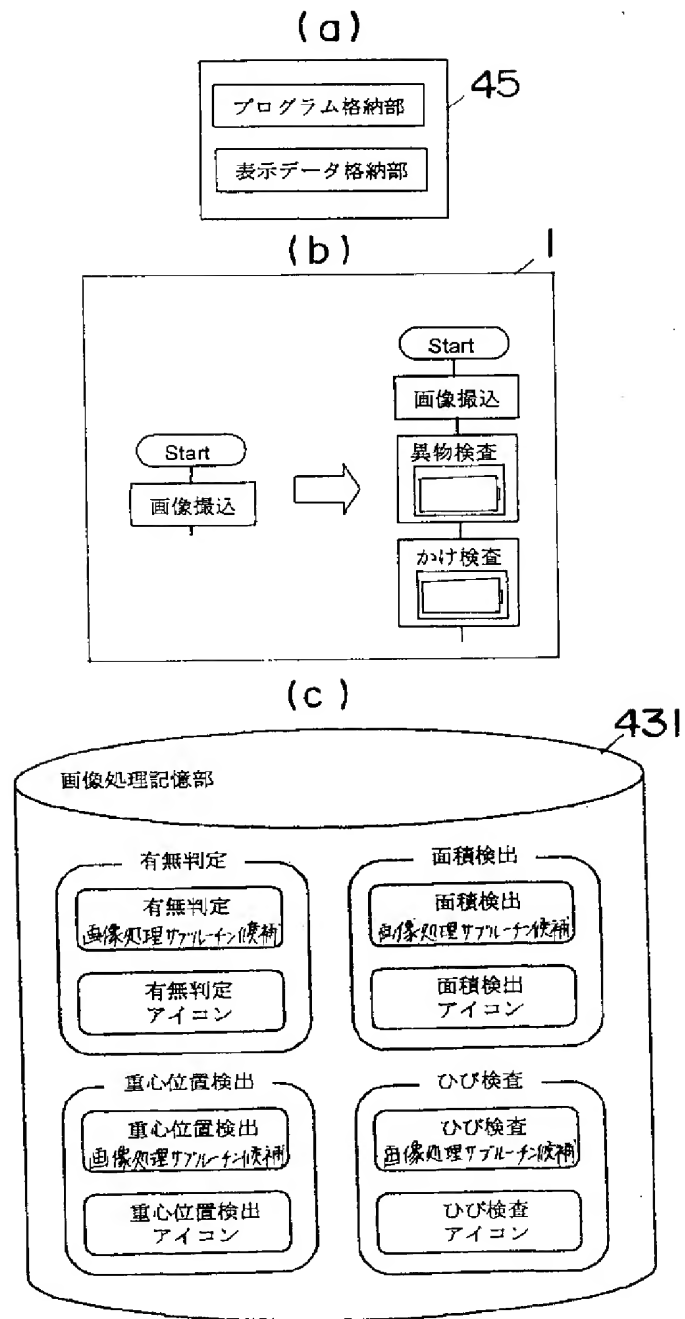 (a)
45
プログラム格納部
表示データ格納部
(b)
1
Start
画像撮込
Start
画像撮込
異物検査
かけ検査
(c)
431
画像処理記憶部
有無判定
有無判定
画像処理サブルーチン候補
有無判定
アイコン
面積検出
面積検出
画像処理サブルーチン候補
面積検出
アイコン
重心位置検出
重心位置検出
画像処理サブルーチン候補
重心位置検出
アイコン
ひび検査
ひび検査
画像処理サブルーチン候補
ひび検査
アイコン